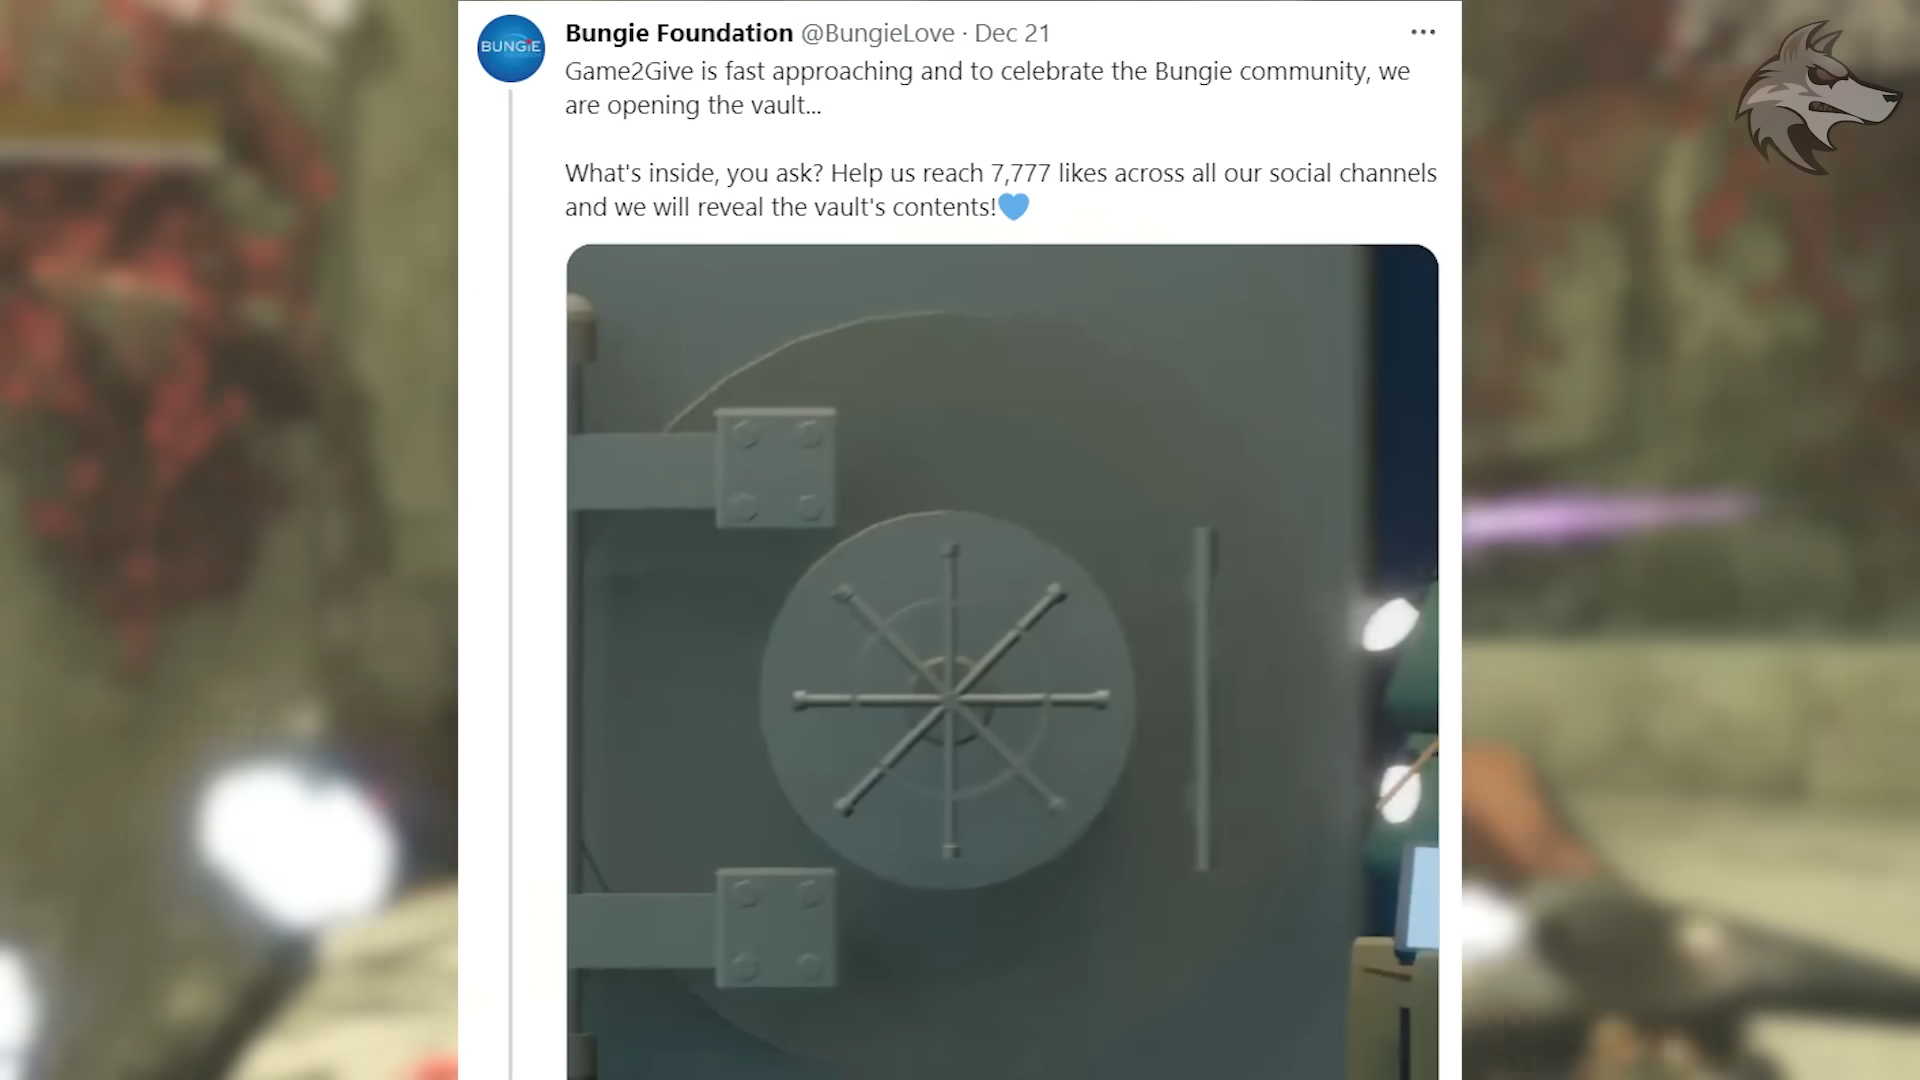 BUNGiE
Bungie Foundation @BungieLove · Dec 21
Game2Give is fast approaching and to celebrate the Bungie community, we
are opening the vault...
What's inside, you ask? Help us reach 7,777 likes across all our social channels
and we will reveal the vault's contents!💙